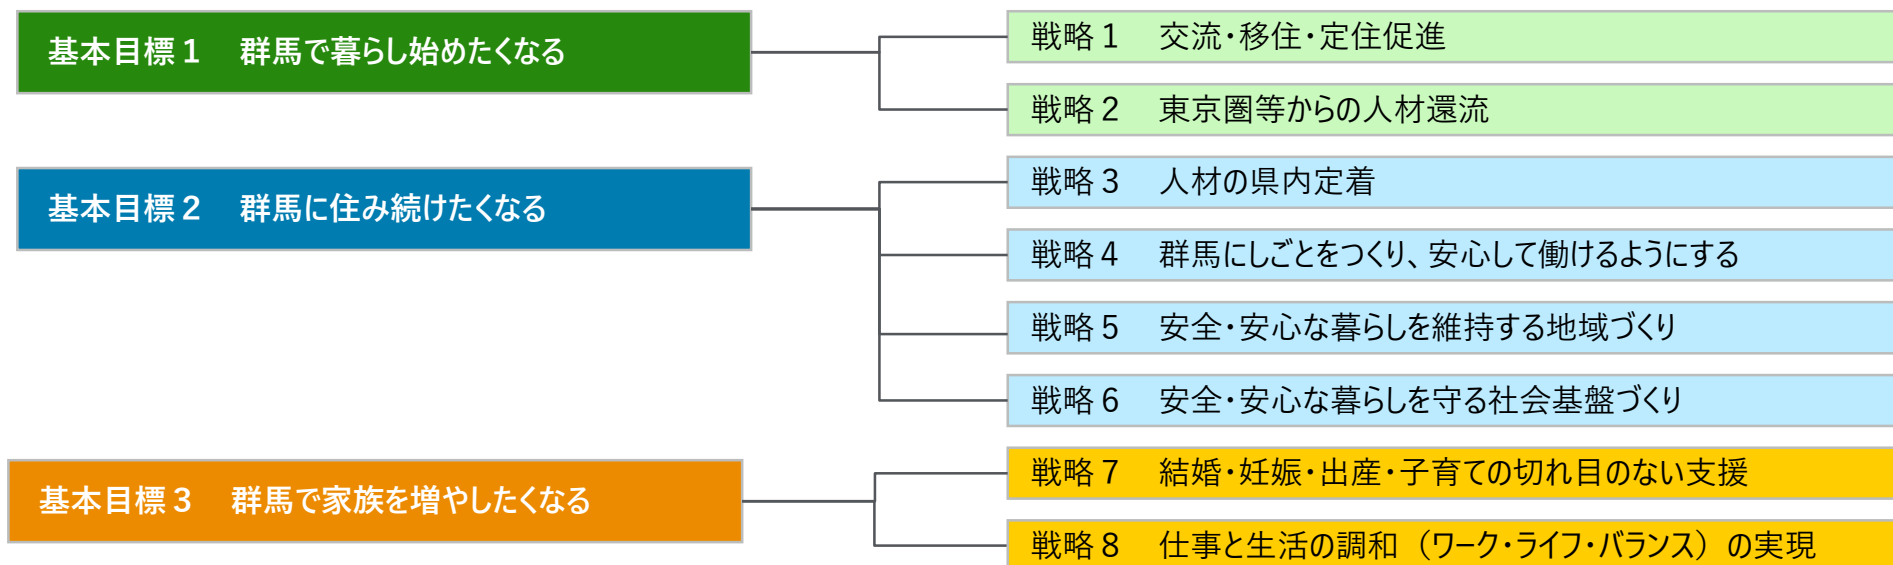 基本目標1 群馬で暮らし始めたくなる
戦略1 交流・移住・定住促進
戦略2 東京圏等からの人材還流
基本目標2 群馬に住み続けたくなる
戦略3 人材の県内定着
戦略4 群馬にしごとをつくり、安心して働けるようにする
戦略5 安全・安心な暮らしを維持する地域づくり
戦略6 安全・安心な暮らしを守る社会基盤づくり
基本目標3 群馬で家族を増やしたくなる
戦略7 結婚・妊娠・出産・子育ての切れ目のない支援
戦略8 仕事と生活の調和（ワーク・ライフ・バランス）の実現